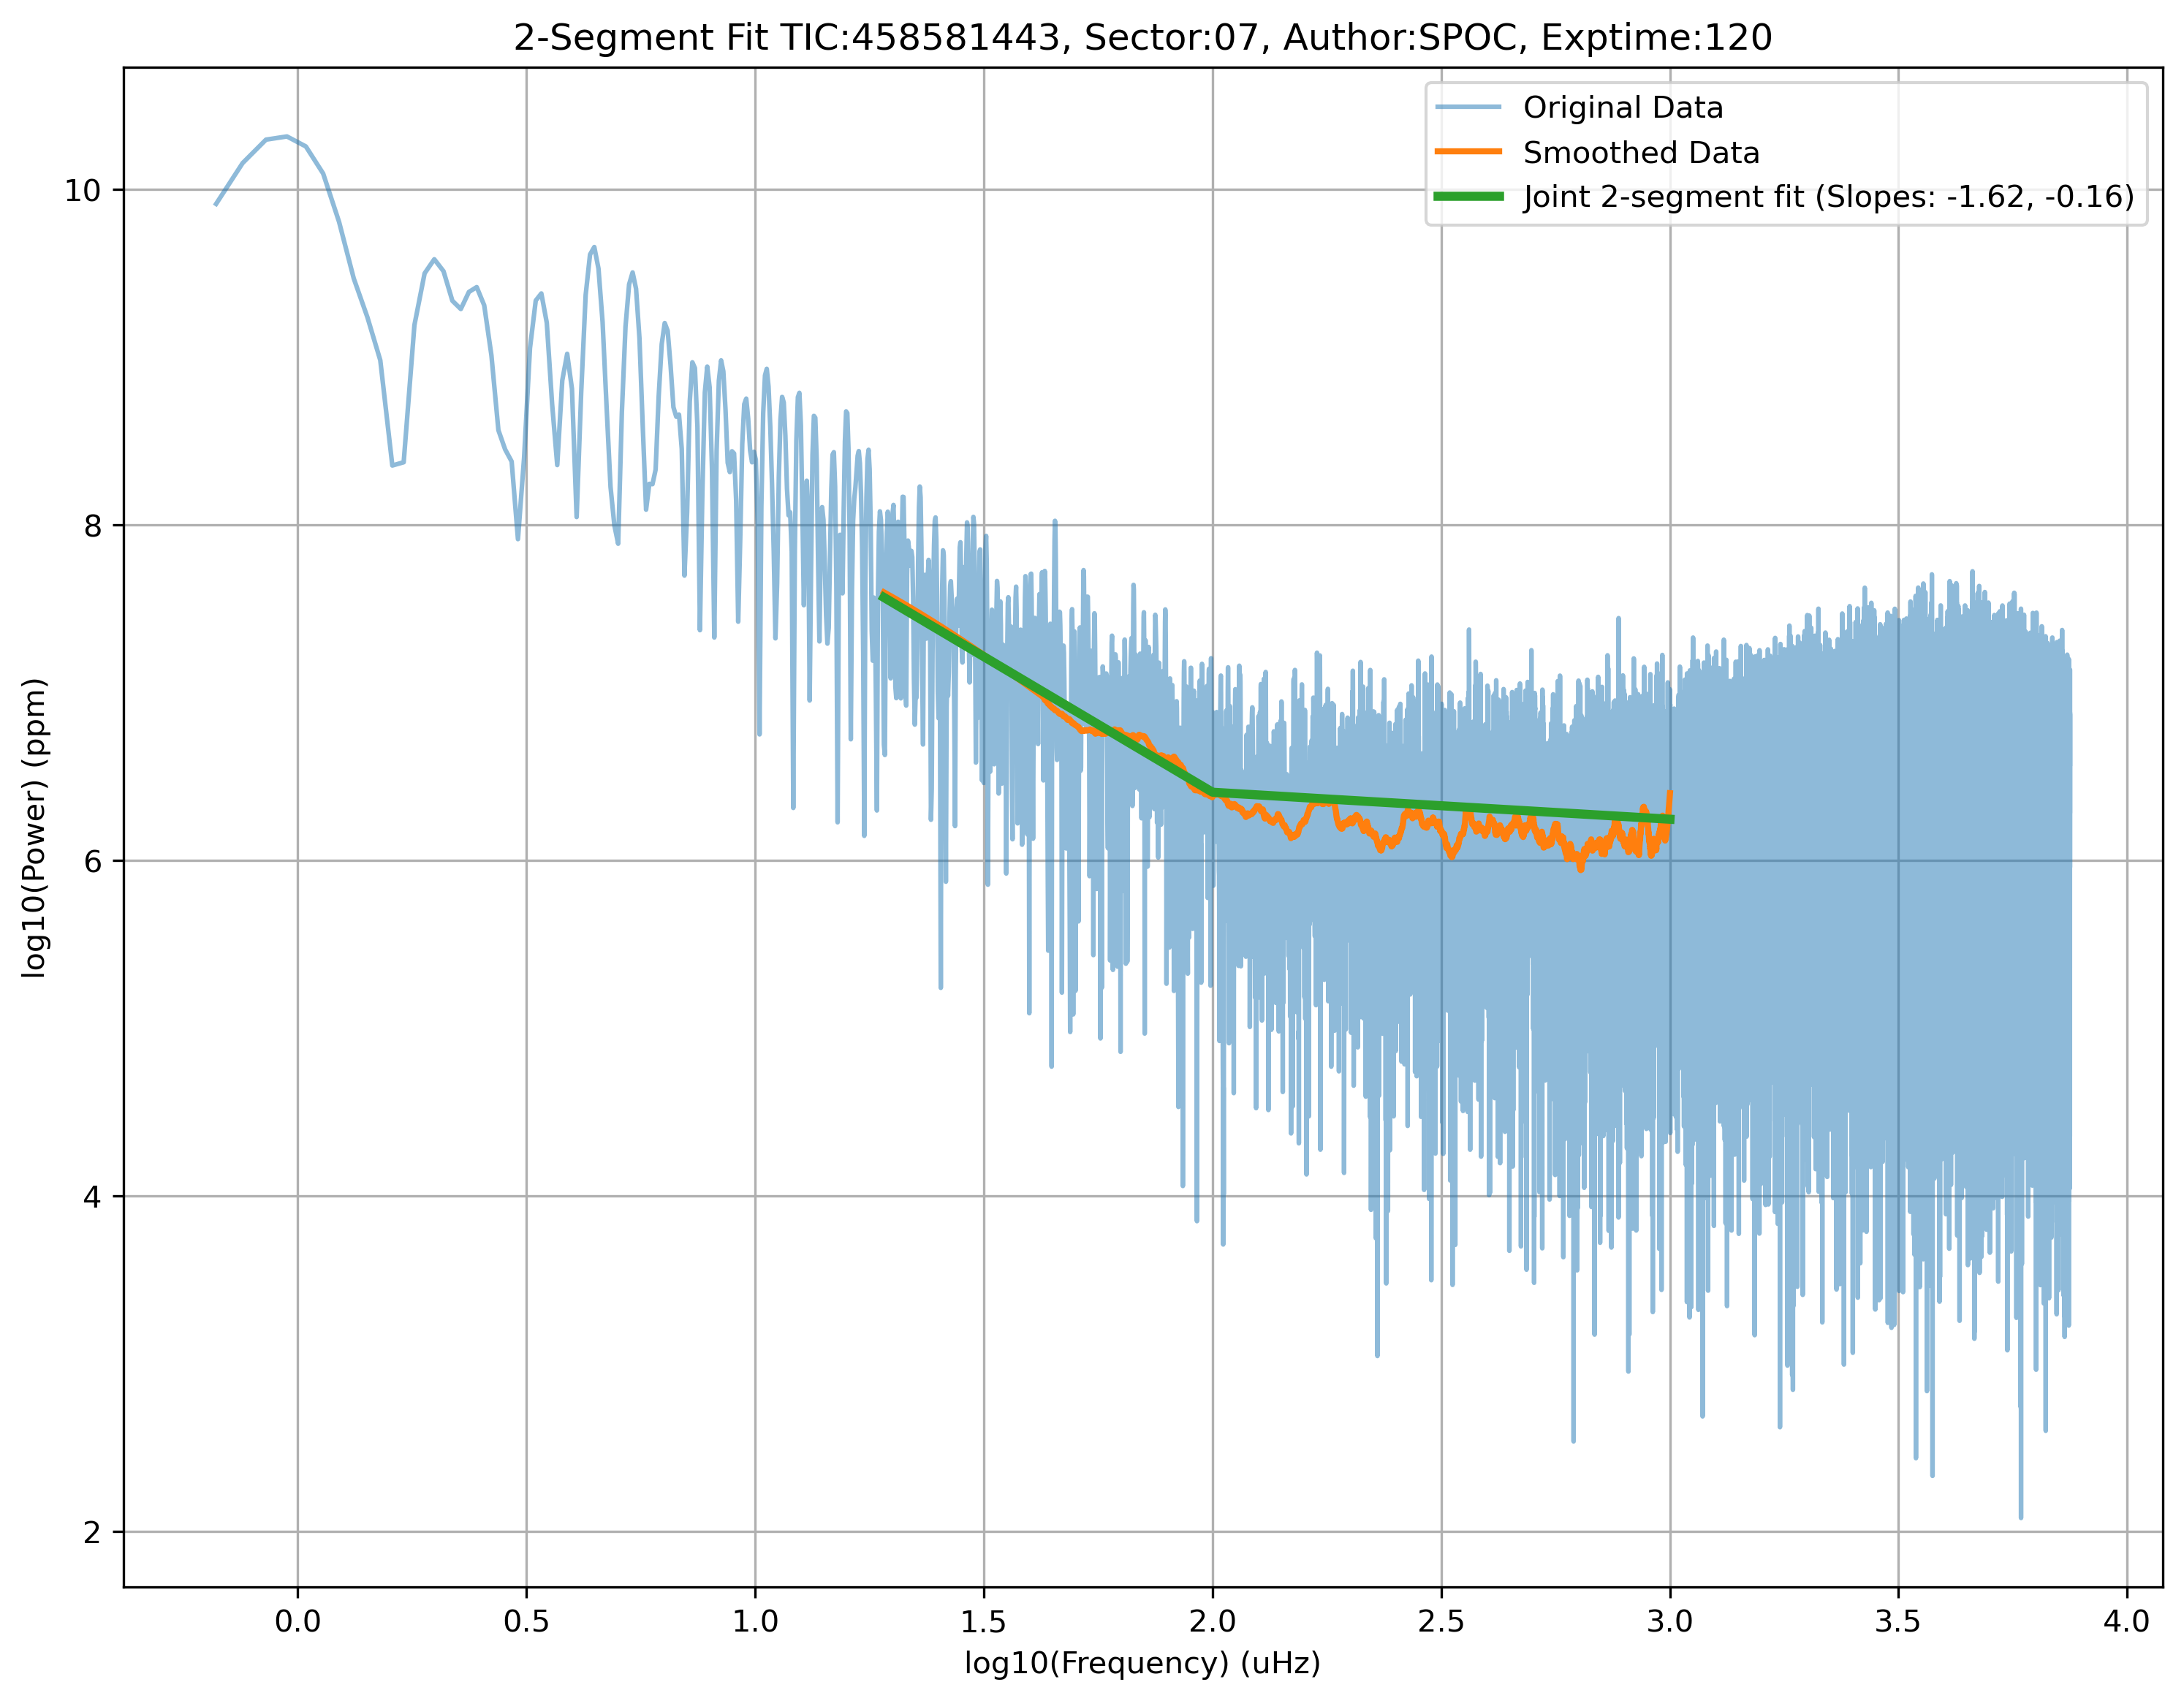 2-Segment Fit TIC:458581443, Sector:07, Author:SPOC, Exptime:120
Original Data
Smoothed Data
Joint 2-segment fit (Slopes: -1.62, -0.16)
log10(Power) (ppm)
10
8
6
4
2
0.0 0.5 1.0 1.5 2.0 2.5 3.0 3.5 4.0
log10(Frequency) (uHz)